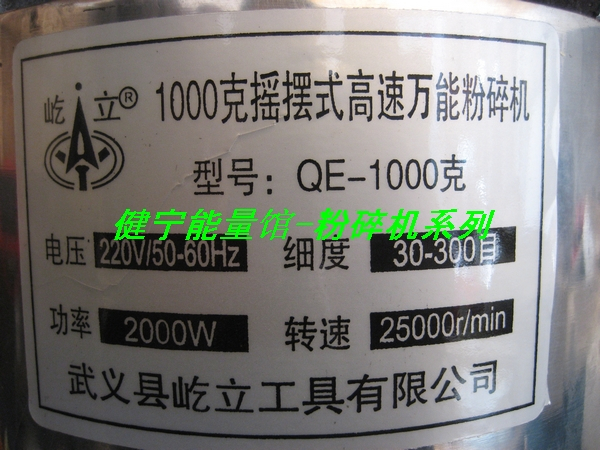 屹立®
1000克摇摆式高速万能粉碎机
型号：QE-1000克
健宁能量馆-粉碎机系列
电压 220V/50-60Hz 细度 30-300目
功率 2000W 转速 25000r/min
武义县屹立工具有限公司